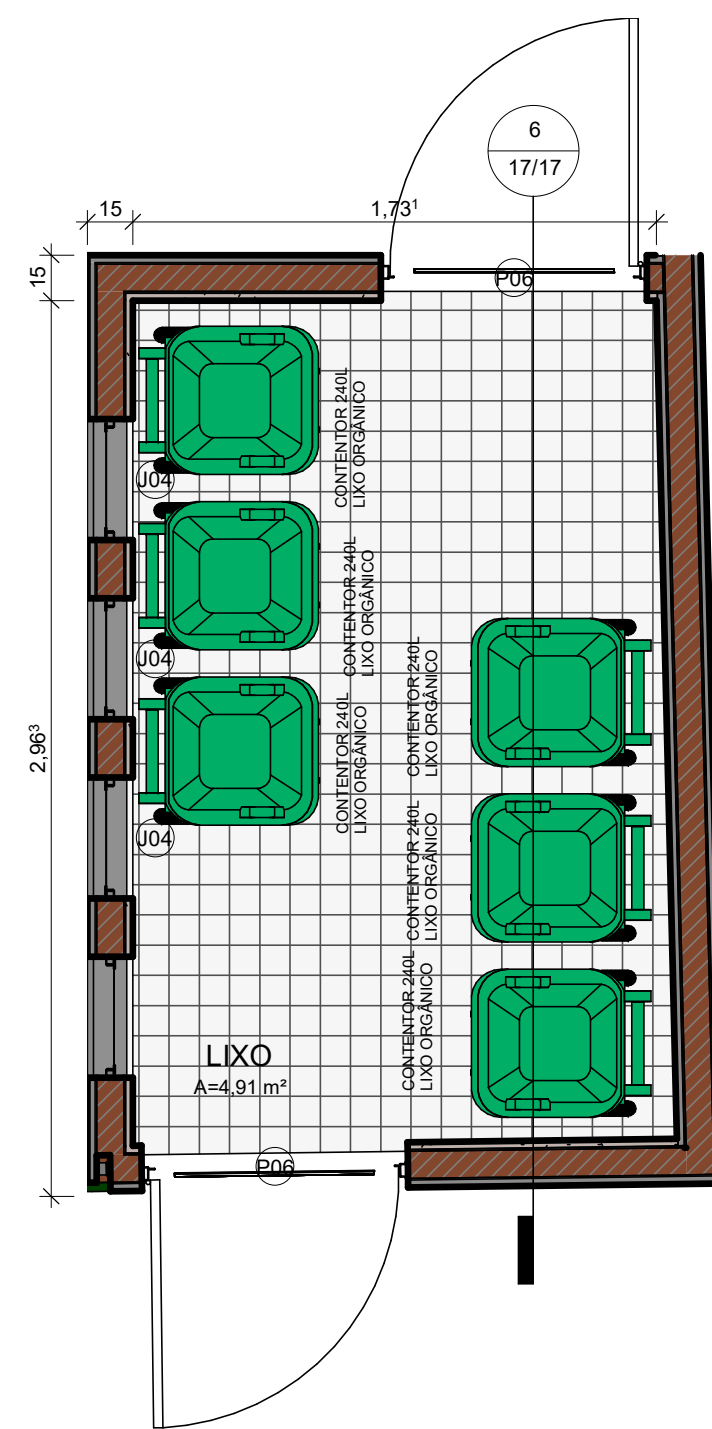 6
17/17
15
1,73¹
15
P06
CONTENTOR 240L
LIXO ORGÂNICO
J04
CONTENTOR 240L
LIXO ORGÂNICO
J04
CONTENTOR 240L
LIXO ORGÂNICO
CONTENTOR 240L
LIXO ORGÂNICO
2,96³
J04
CONTENTOR 240L
LIXO ORGÂNICO
CONTENTOR 240L
LIXO ORGÂNICO
LIXO
A=4,91 m²
P06